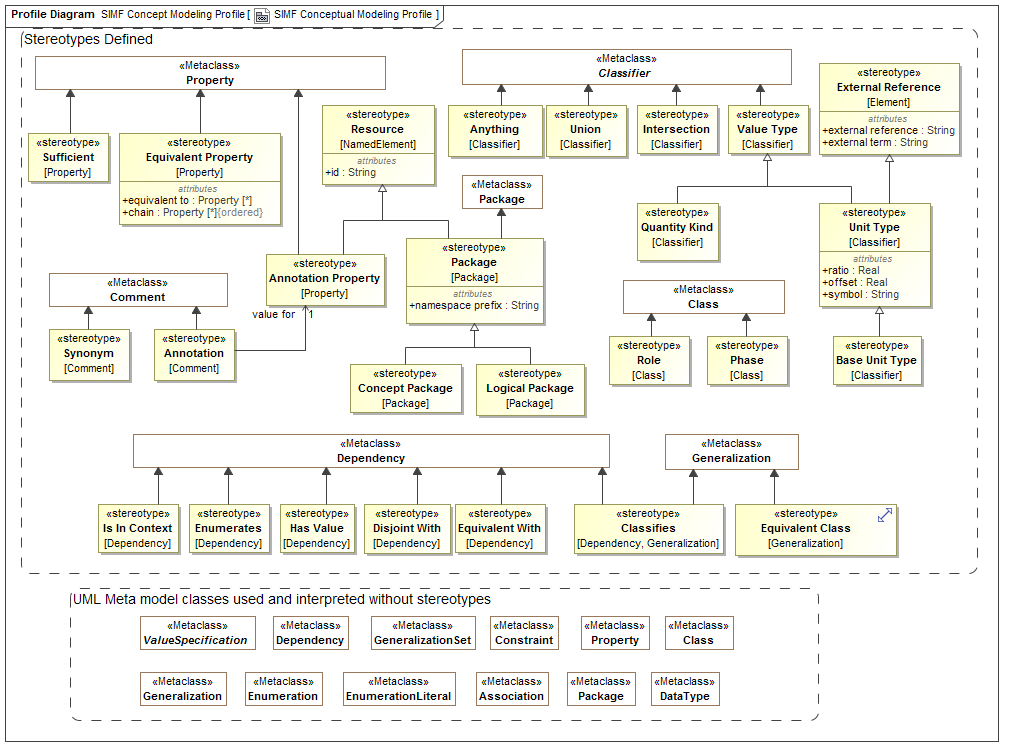 Profile Diagram SIMF Concept Modeling Profile [ SIMF Conceptual Modeling Profile ]
Stereotypes Defined
«Metaclass»
Property
«Metaclass»
Classifier
«stereotype»
External Reference
[Element]
attributes
+external reference : String
+external term : String
«stereotype»
Sufficient
[Property]
«stereotype»
Equivalent Property
[Property]
attributes
+equivalent to : Property [*]
+chain : Property [*]{ordered}
«stereotype»
Resource
[NamedElement]
attributes
+id : String
«stereotype»
Anything
[Classifier]
«stereotype»
Union
[Classifier]
«stereotype»
Intersection
[Classifier]
«stereotype»
Value Type
[Classifier]
«Metaclass»
Package
«stereotype»
Quantity Kind
[Classifier]
«stereotype»
Unit Type
[Classifier]
attributes
+ratio : Real
+offset : Real
+symbol : String
«stereotype»
Annotation Property
[Property]
«stereotype»
Package
[Package]
attributes
+namespace prefix : String
«Metaclass»
Comment
«Metaclass»
Class
value for
1
«stereotype»
Synonym
[Comment]
«stereotype»
Annotation
[Comment]
«stereotype»
Role
[Class]
«stereotype»
Phase
[Class]
«stereotype»
Base Unit Type
[Classifier]
«stereotype»
Concept Package
[Package]
«stereotype»
Logical Package
[Package]
«Metaclass»
Dependency
«Metaclass»
Generalization
«stereotype»
Is In Context
[Dependency]
«stereotype»
Enumerates
[Dependency]
«stereotype»
Has Value
[Dependency]
«stereotype»
Disjoint With
[Dependency]
«stereotype»
Equivalent With
[Dependency]
«stereotype»
Classifies
[Dependency, Generalization]
«stereotype»
Equivalent Class
[Generalization]
UML Meta model classes used and interpreted without stereotypes
«Metaclass»
ValueSpecification
«Metaclass»
Dependency
«Metaclass»
GeneralizationSet
«Metaclass»
Constraint
«Metaclass»
Property
«Metaclass»
Class
«Metaclass»
Generalization
«Metaclass»
Enumeration
«Metaclass»
EnumerationLiteral
«Metaclass»
Association
«Metaclass»
Package
«Metaclass»
DataType